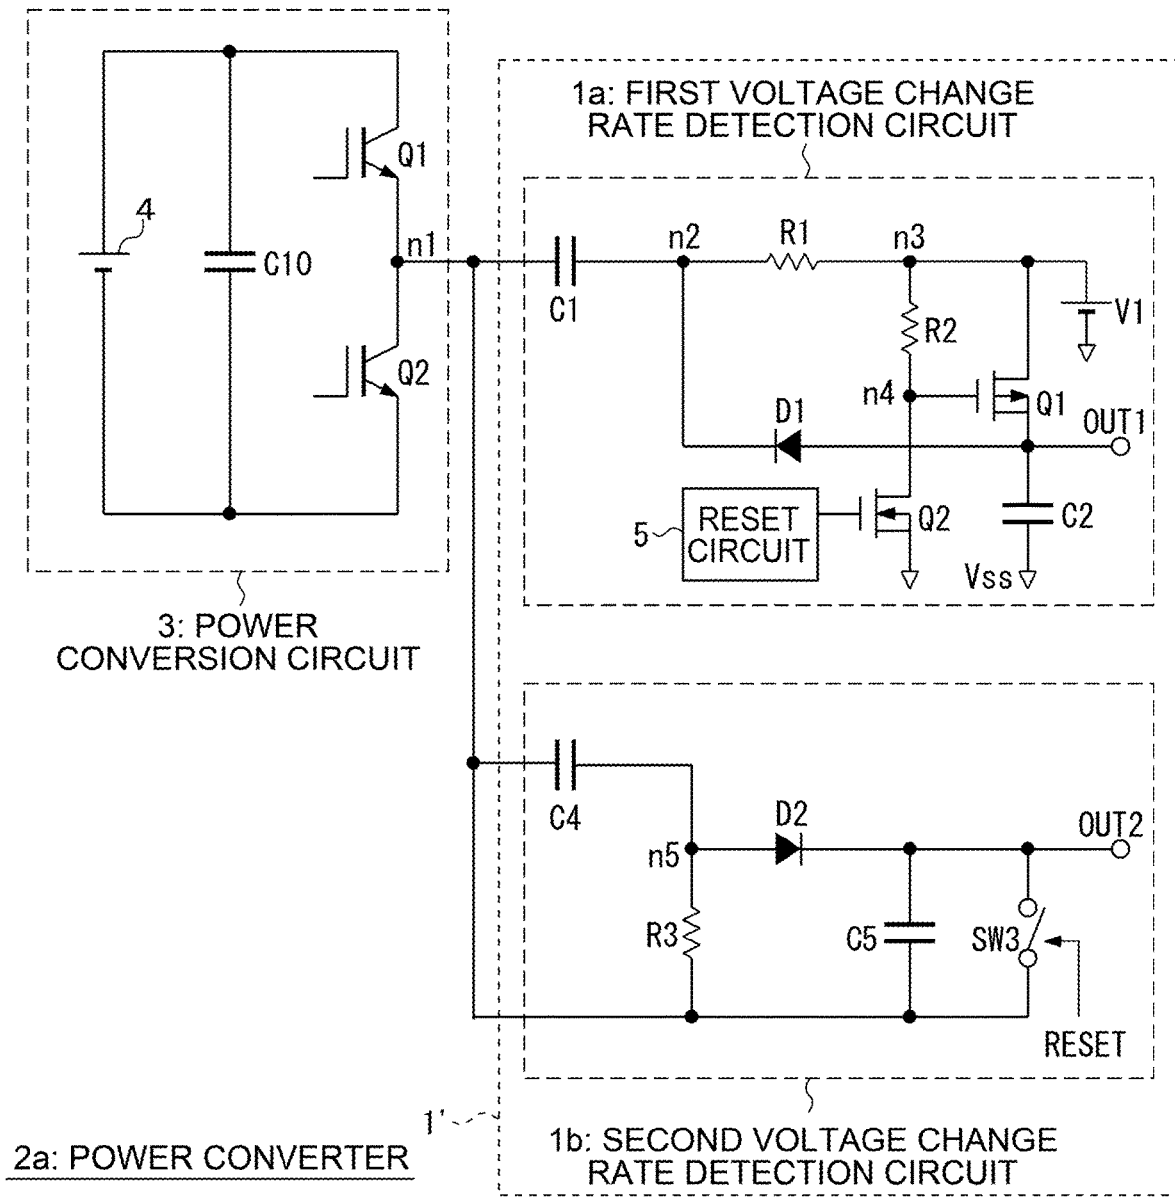 1a: FIRST VOLTAGE CHANGE
RATE DETECTION CIRCUIT
Q1
4
n1
C10
Q2
3: POWER
CONVERSION CIRCUIT
C1
n2
R1
n3
V1
R2
n4
Q1
D1
OUT1
5
RESET
CIRCUIT
Q2
C2
Vss
C4
n5
D2
OUT2
R3
C5
SW3
RESET
1'
1b: SECOND VOLTAGE CHANGE
RATE DETECTION CIRCUIT
2a: POWER CONVERTER